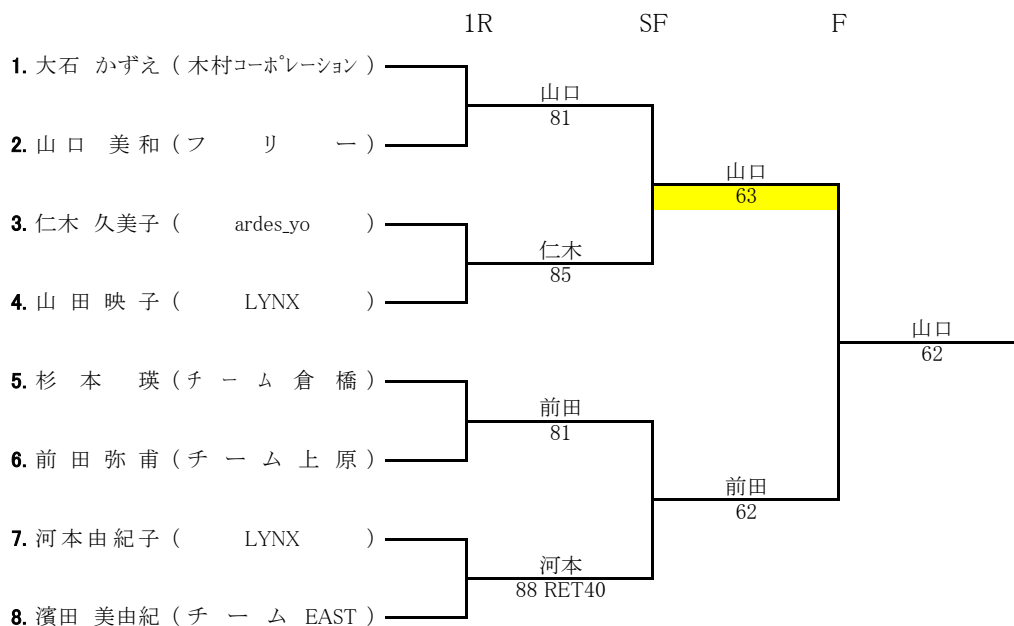 1R SF F
1. 大石 かずえ ( 木村コーポレーション )
山口
81
2. 山口 美和 ( フリー )
山口
63
3. 仁木 久美子 ( ardes_yo )
仁木
85
4. 山田映子 ( LYNX )
山口
62
5. 杉本 瑛 ( チーム倉橋 )
前田
81
6. 前田弥甫 ( チーム上原 )
前田
62
7. 河本由紀子 ( LYNX )
河本
88 RET40
8. 濱田 美由紀 ( チーム EAST )